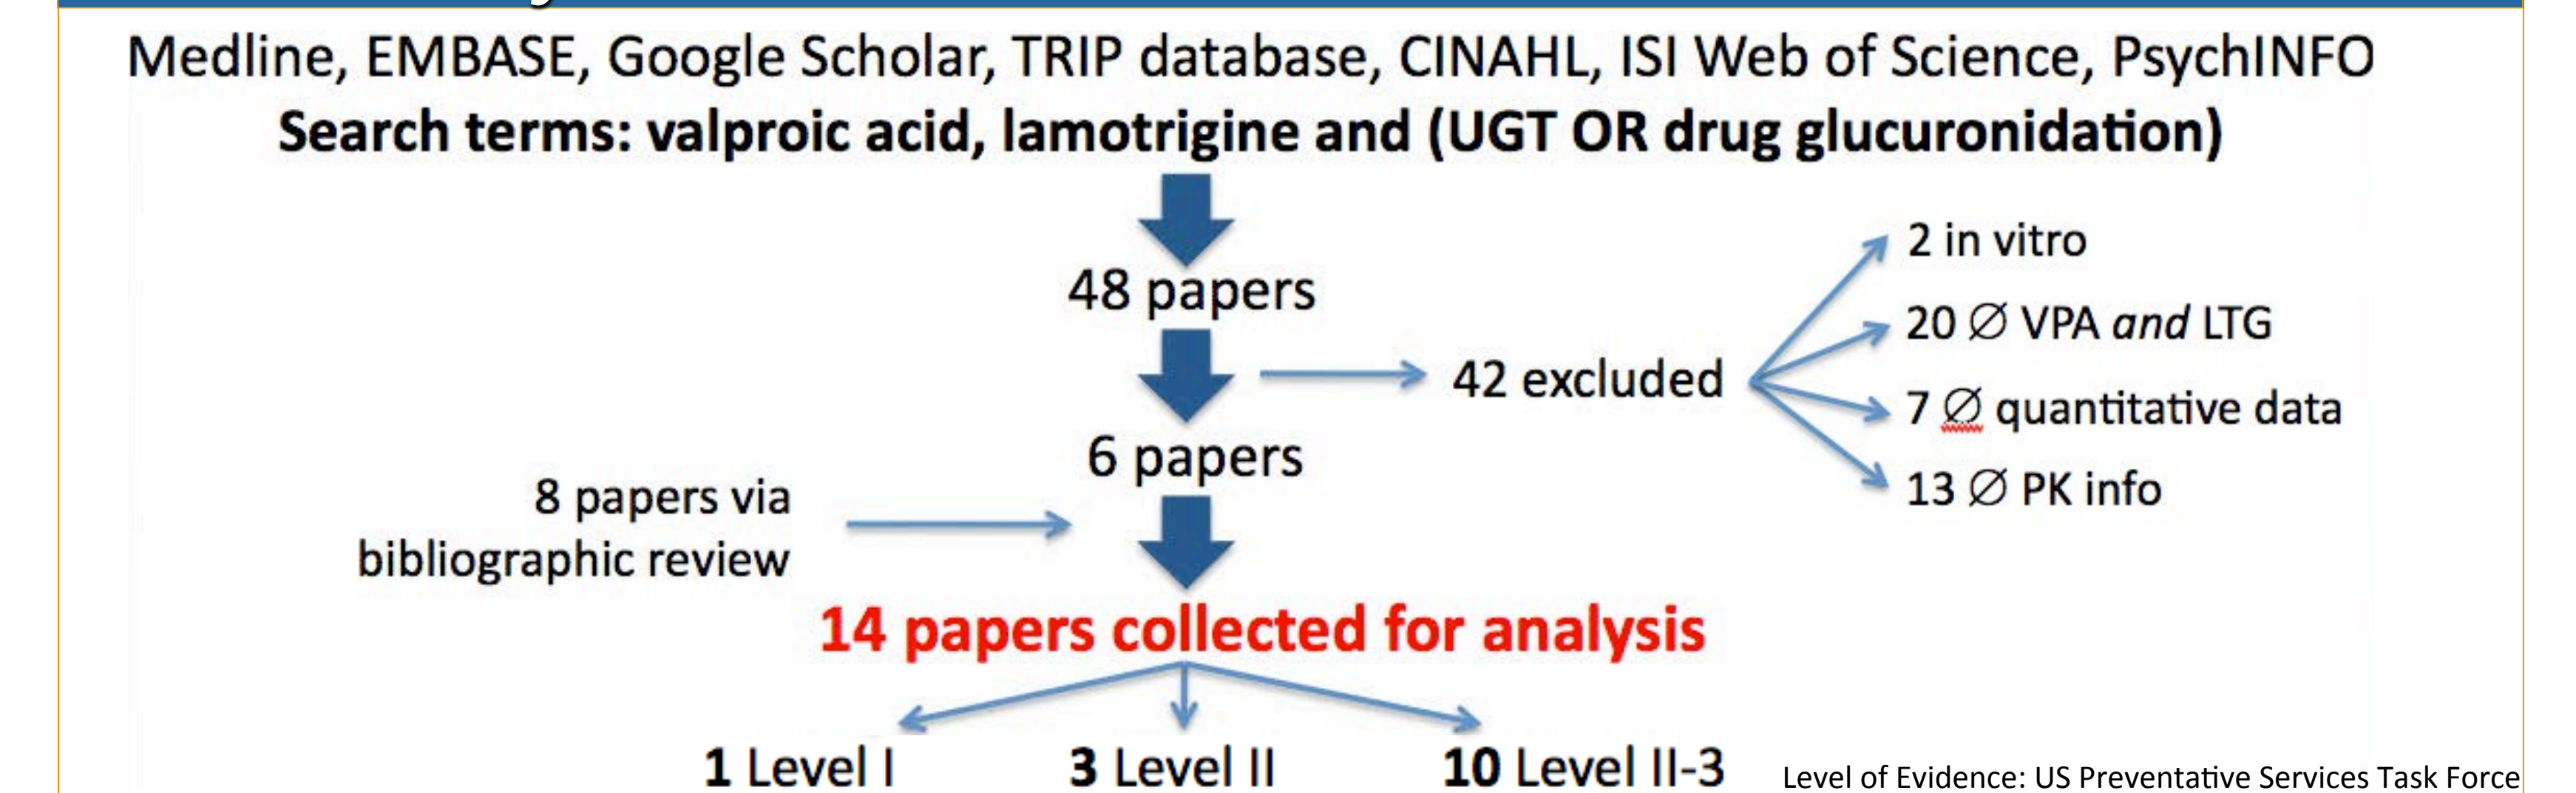 Medline, EMBASE, Google Scholar, TRIP database, CINAHL, ISI Web of Science, PsychINFO
Search terms: valproic acid, lamotrigine and (UGT OR drug glucuronidation)
48 papers
42 excluded
2 in vitro
20 ∅ VPA and LTG
7 ∅ quantitative data
13 ∅ PK info
6 papers
8 papers via
bibliographic review
14 papers collected for analysis
1 Level I
3 Level II
10 Level II-3
Level of Evidence: US Preventative Services Task Force